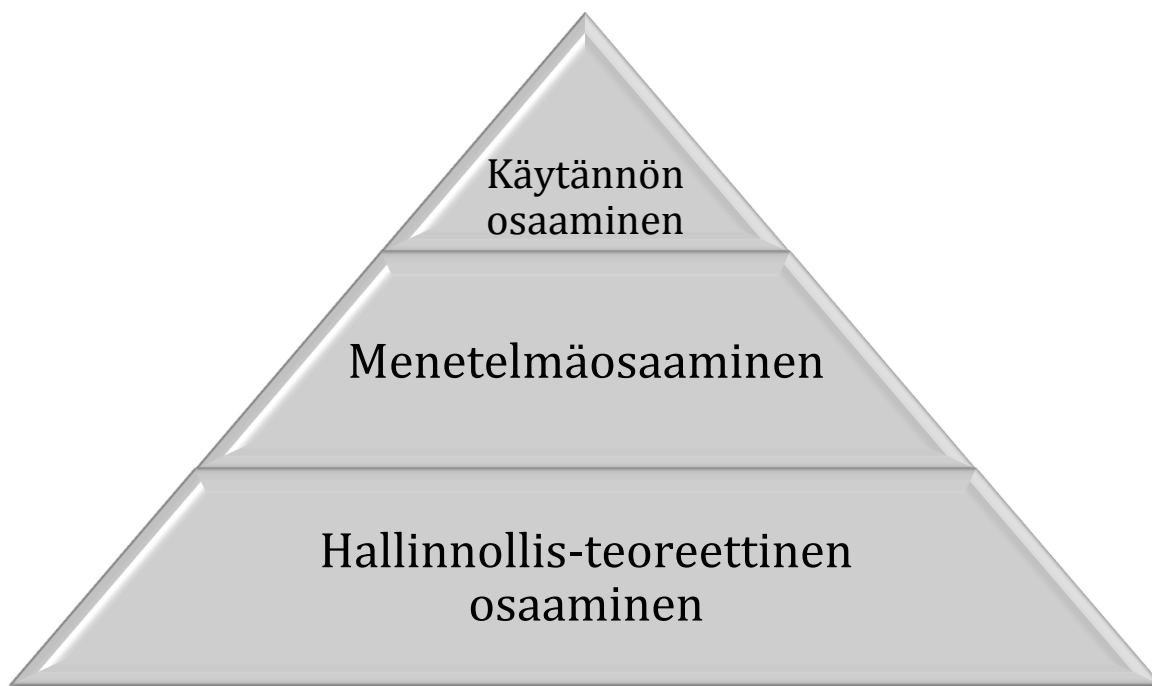 Käytännön
osaaminen
Menetelmäosaaminen
Hallinnollis-teoreettinen
osaaminen